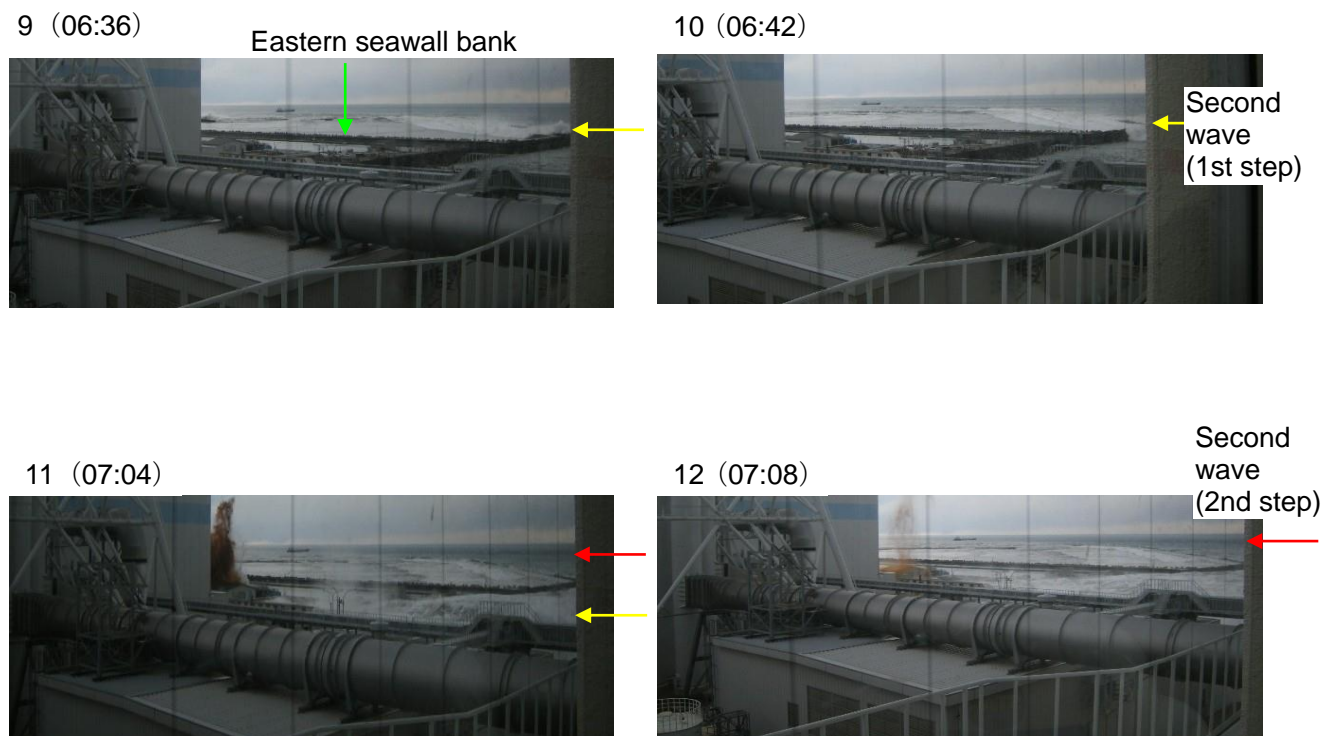 9（06:36）
Eastern seawall bank
10（06:42）
Second
wave
(1st step)
11（07:04）
12（07:08）
Second
wave
(2nd step)